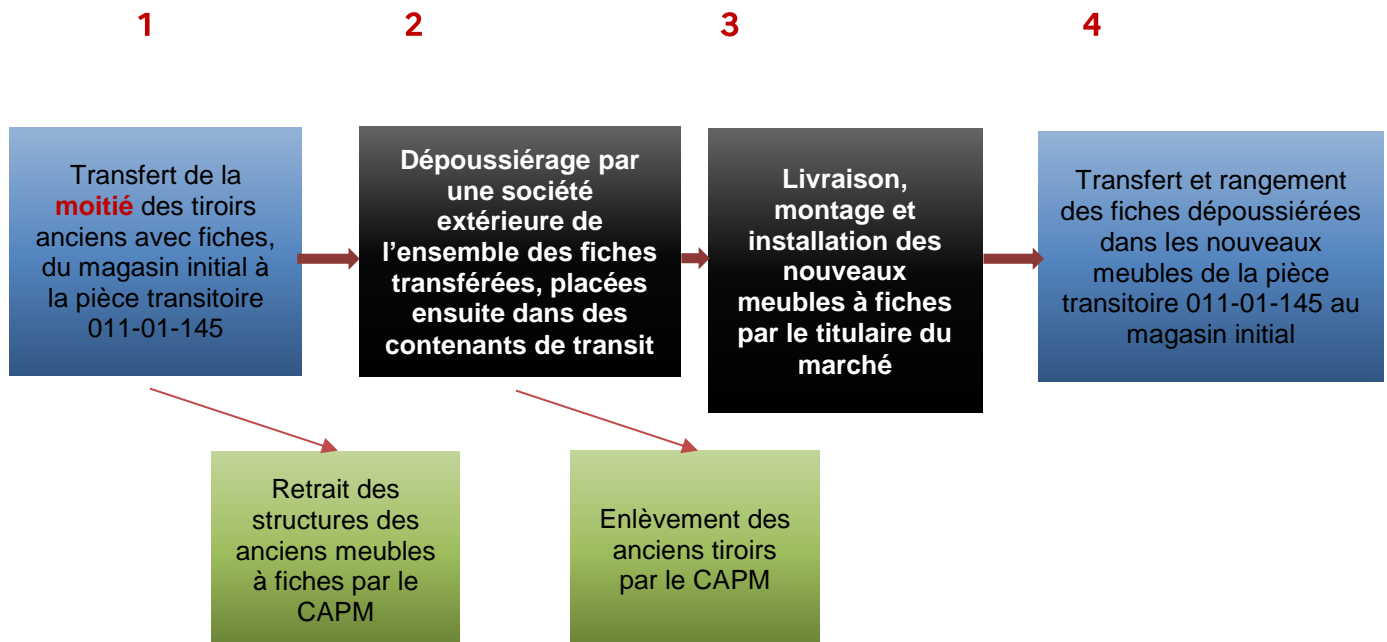 1
2
3
4
Transfert de la
moitié des tiroirs
anciens avec fiches,
du magasin initial à
la pièce transitoire
011-01-145
Dépoussiérage par
une société
extérieure de
l’ensemble des fiches
transférées, placées
ensuite dans des
contenants de transit
Livraison,
montage et
installation des
nouveaux
meubles à fiches
par le titulaire du
marché
Transfert et rangement
des fiches dépoussiérées
dans les nouveaux
meubles de la pièce
transitoire 011-01-145 au
magasin initial
Retrait des
structures des
anciens meubles
à fiches par le
CAPM
Enlèvement des
anciens tiroirs
par le CAPM